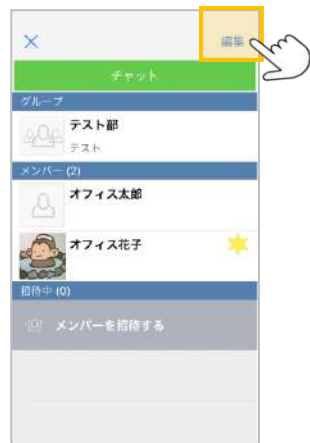 編集
チャット
グループ
テスト部
テスト
メンバー (2)
オフィス太郎
オフィス花子
招待中 (0)
メンバーを招待する